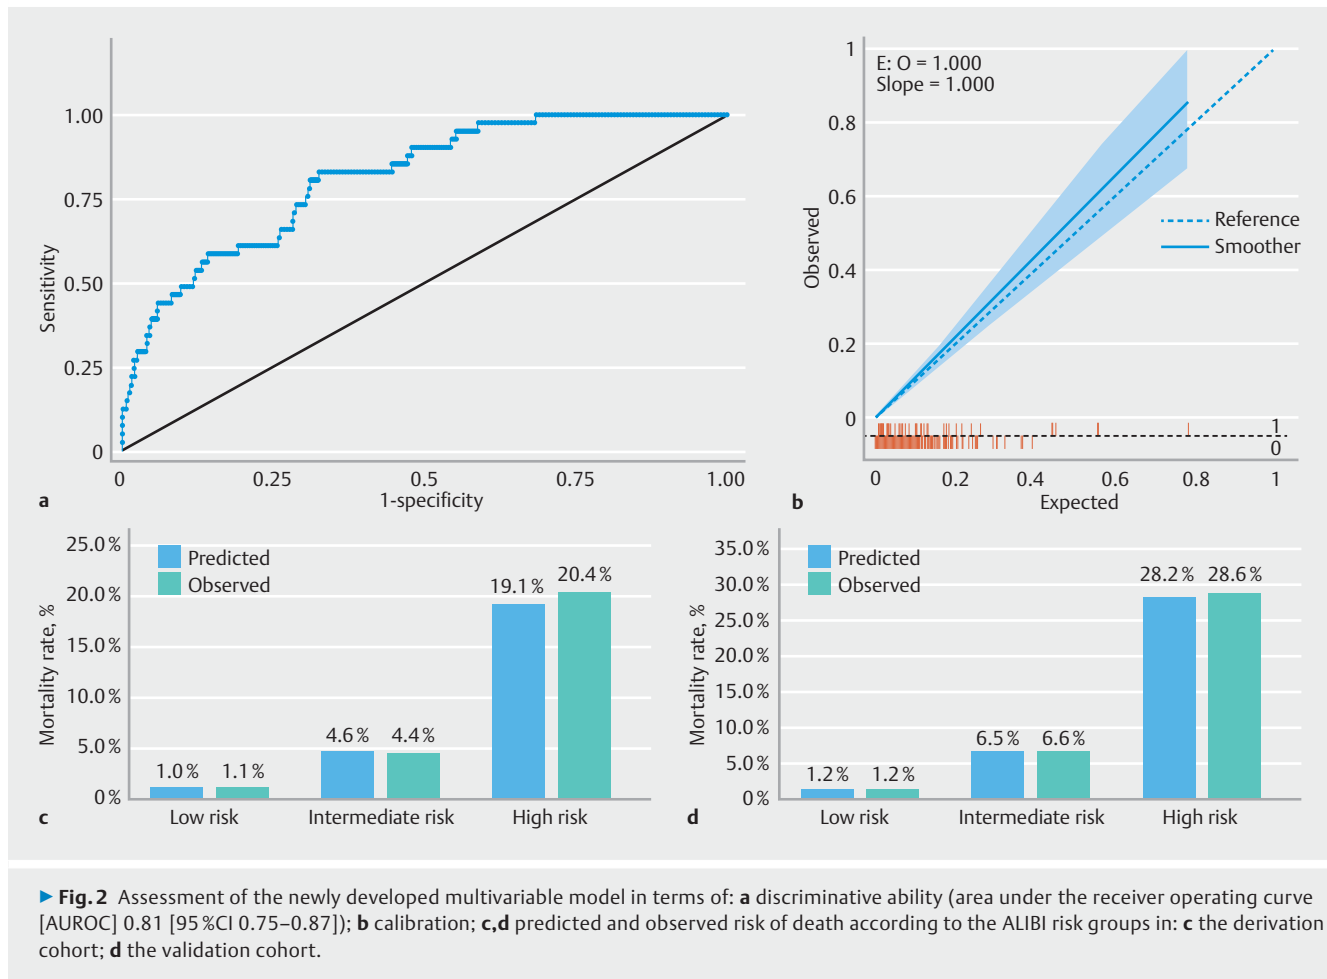 1.00
0.75
0.50
0.25
0
Sensitivity
0 0.25 0.5 0.75 1.00
1-specificity
a
1
0.8
0.6
0.4
0.2
0
Observed
E: O = 1.000
Slope = 1.000
Reference
Smoother
1
0
0 0.2 0.4 0.6 0.8 1
Expected
b
25.0 %
20.0 %
15.0 %
10.0 %
5.0 %
0 %
Mortality rate, %
Predicted
Observed
1.0 % 1.1 %
4.6 % 4.4 %
19.1 % 20.4 %
Low risk Intermediate risk High risk
c
35.0 %
30.0 %
25.0 %
20.0 %
15.0 %
10.0 %
5.0 %
0 %
Mortality rate, %
Predicted
Observed
1.2 % 1.2 %
6.5 % 6.6 %
28.2 % 28.6 %
Low risk Intermediate risk High risk
d
▶ Fig. 2 Assessment of the newly developed multivariable model in terms of: a discriminative ability (area under the receiver operating curve
[AUROC] 0.81 [95 %CI 0.75–0.87]); b calibration; c,d predicted and observed risk of death according to the ALIBI risk groups in: c the derivation
cohort; d the validation cohort.